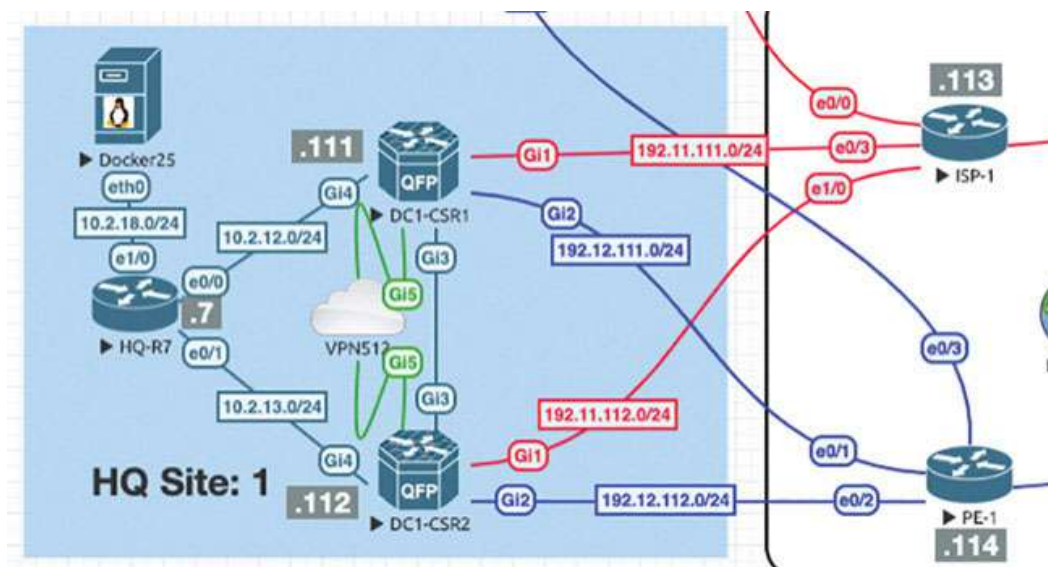 .113
e0/0
.111
Gi1
192.11.111.0/24
e0/3
ISP-1
Docker25
QFP
e1/0
eth0
Gi4
DC1-CSR1
Gi2
10.2.18.0/24
10.2.12.0/24
192.12.111.0/24
e1/0
Gi3
e0/0
Gi5
.7
HQ-R7
VPN512
e0/1
Gi5
e0/3
10.2.13.0/24
Gi3
192.11.112.0/24
Gi4
Gi1
e0/1
HQ Site: 1
QFP
.112
Gi2
192.12.112.0/24
e0/2
DC1-CSR2
PE-1
.114